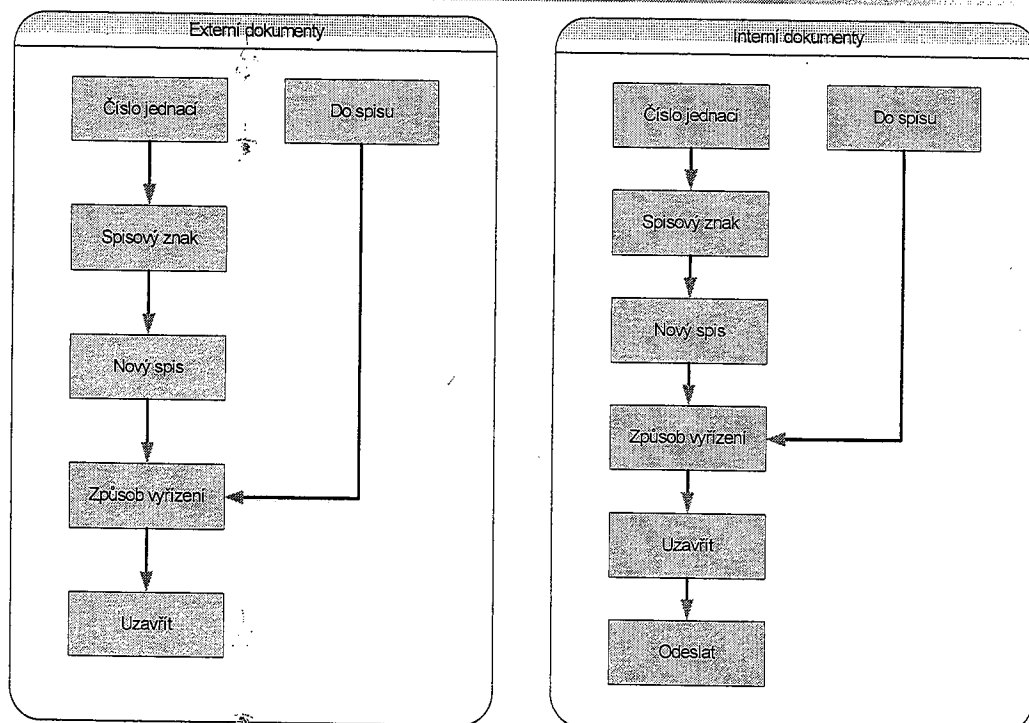 Externí dokumenty
Číslo jednací
Do spisu
Spisový znak
Nový spis
Způsob vyřízení
Uzavřít
Interní dokumenty
Číslo jednací
Do spisu
Spisový znak
Nový spis
Způsob vyřízení
Uzavřít
Odeslat